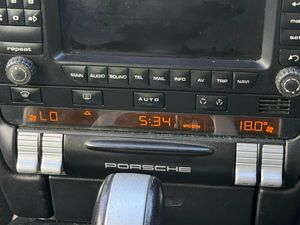 repeat
MAIN AUDIO SOUND TEL MAIL INFO AV TRIP NAVI
AUTO
LO 5:34 18.0°
PORSCHE